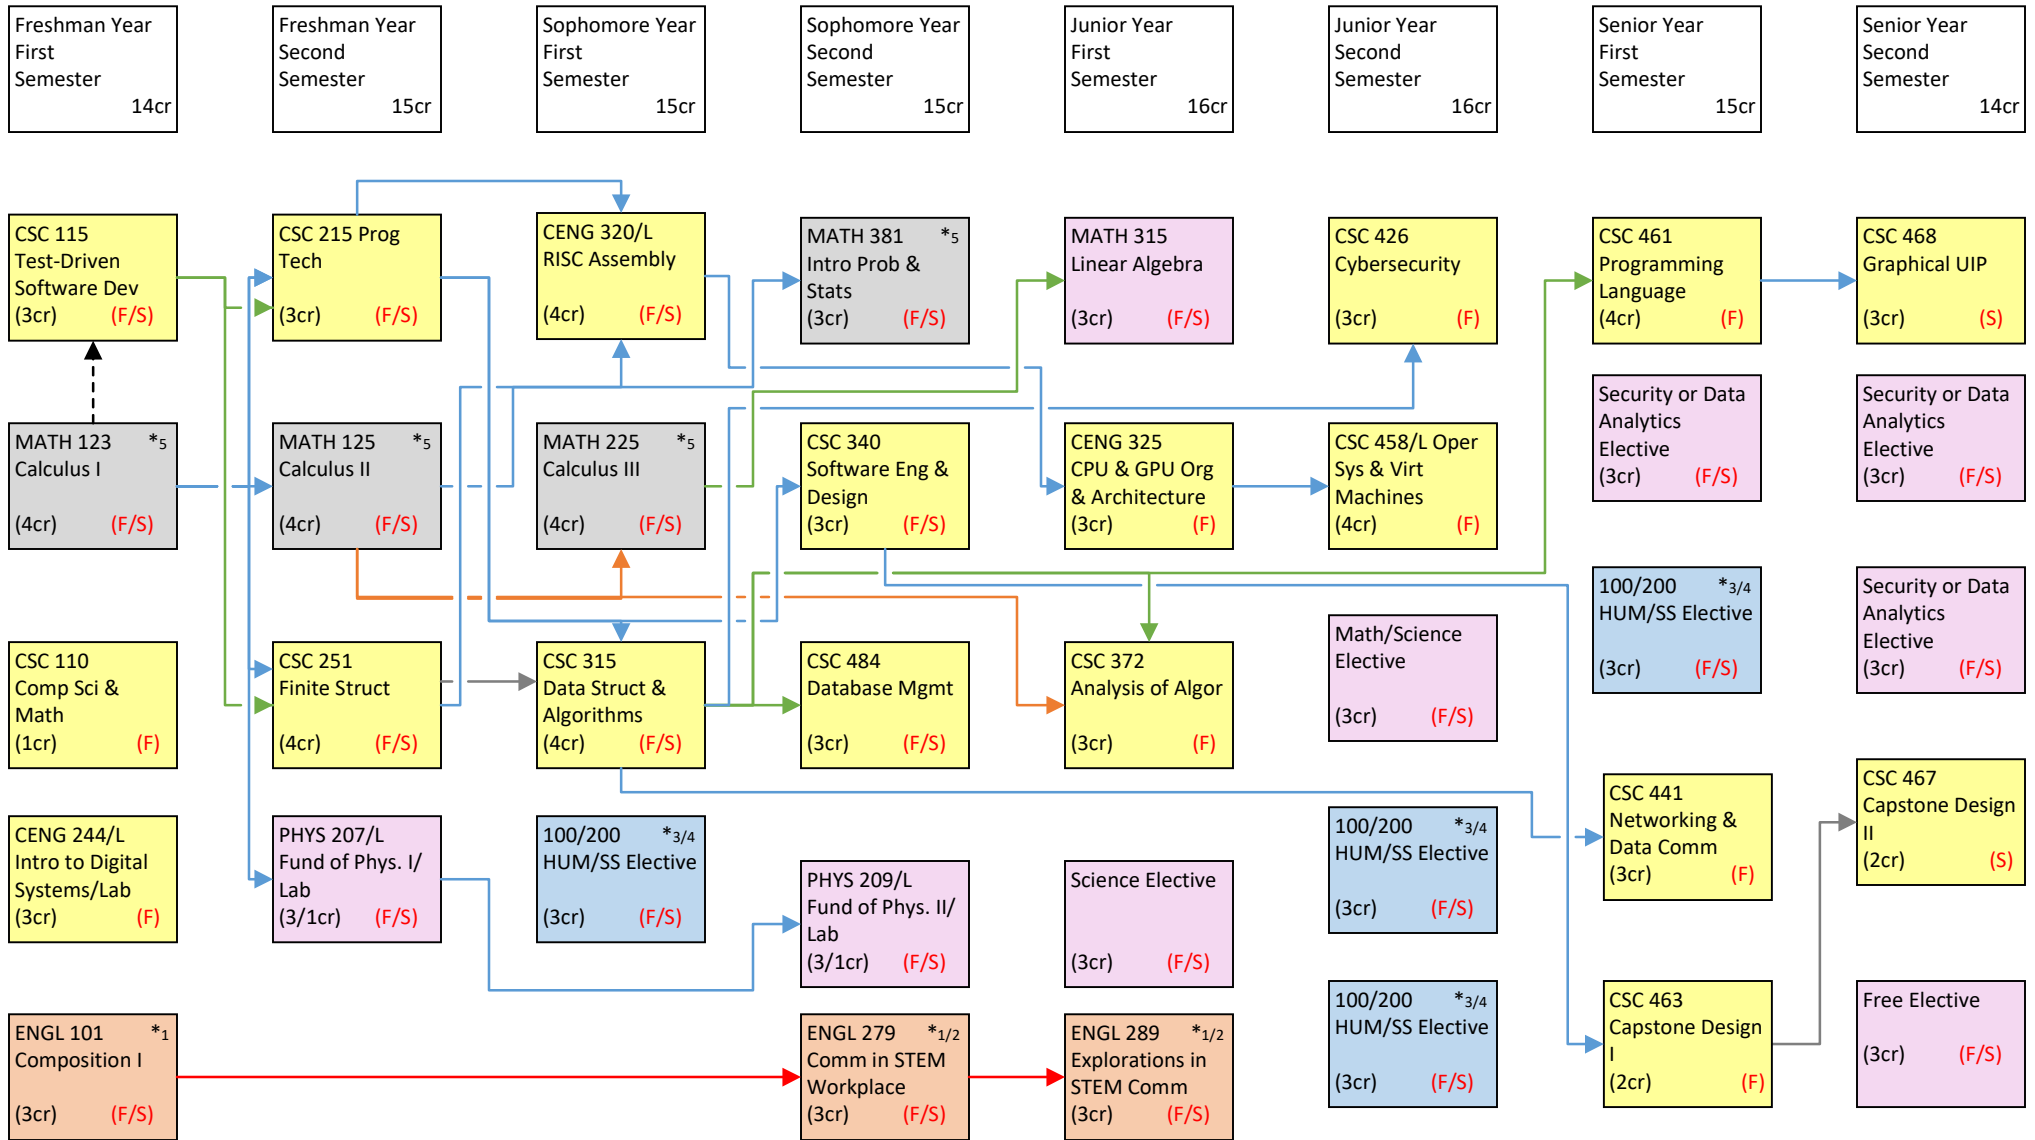 Freshman Year
First
Semester
14cr
Freshman Year
Second
Semester
15cr
Sophomore Year
First
Semester
15cr
Sophomore Year
Second
Semester
15cr
Junior Year
First
Semester
16cr
Junior Year
Second
Semester
16cr
Senior Year
First
Semester
15cr
Senior Year
Second
Semester
14cr
CSC 115
Test-Driven
Software Dev
(3cr) (F/S)
CSC 215 Prog
Tech
(3cr) (F/S)
CENG 320/L
RISC Assembly
(4cr) (F/S)
MATH 381 *5
Intro Prob &
Stats
(3cr) (F/S)
MATH 315
Linear Algebra
(3cr) (F/S)
CSC 426
Cybersecurity
(3cr) (F)
CSC 461
Programming
Language
(4cr) (F)
CSC 468
Graphical UIP
(3cr) (S)
Security or Data
Analytics
Elective
(3cr) (F/S)
Security or Data
Analytics
Elective
(3cr) (F/S)
MATH 123 *5
Calculus I
(4cr) (F/S)
MATH 125 *5
Calculus II
(4cr) (F/S)
MATH 225 *5
Calculus III
(4cr) (F/S)
CSC 340
Software Eng &
Design
(3cr) (F/S)
CENG 325
CPU & GPU Org
& Architecture
(3cr) (F)
CSC 458/L Oper
Sys & Virt
Machines
(4cr) (F)
100/200 *3/4
HUM/SS Elective
(3cr) (F/S)
Security or Data
Analytics
Elective
(3cr) (F/S)
CSC 110
Comp Sci &
Math
(1cr) (F)
CSC 251
Finite Struct
(4cr) (F/S)
CSC 315
Data Struct &
Algorithms
(4cr) (F/S)
CSC 484
Database Mgmt
(3cr) (F/S)
CSC 372
Analysis of Algor
(3cr) (F)
Math/Science
Elective
(3cr) (F/S)
CSC 441
Networking &
Data Comm
(3cr) (F)
CSC 467
Capstone Design
II
(2cr) (S)
CENG 244/L
Intro to Digital
Systems/Lab
(3cr) (F)
PHYS 207/L
Fund of Phys. I/
Lab
(3/1cr) (F/S)
100/200 *3/4
HUM/SS Elective
(3cr) (F/S)
PHYS 209/L
Fund of Phys. II/
Lab
(3/1cr) (F/S)
Science Elective
(3cr) (F/S)
100/200 *3/4
HUM/SS Elective
(3cr) (F/S)
ENGL 101 *1
Composition I
(3cr) (F/S)
ENGL 279 *1/2
Comm in STEM
Workplace
(3cr) (F/S)
ENGL 289 *1/2
Explorations in
STEM Comm
(3cr) (F/S)
100/200 *3/4
HUM/SS Elective
(3cr) (F/S)
CSC 463
Capstone Design
I
(2cr) (F)
Free Elective
(3cr) (F/S)